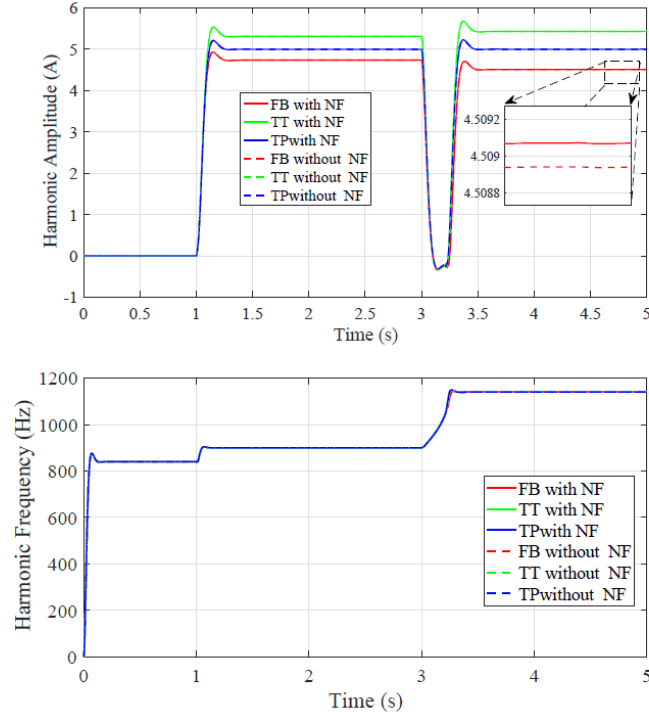 6
5
4
3
2
1
0
-1
Harmonic Amplitude (A)
FB with NF
TT with NF
TPwith NF
FB without NF
TT without NF
TPwithout NF
4.5092
4.509
4.5088
0 0.5 1 1.5 2 2.5 3 3.5 4 4.5 5
Time (s)
1200
1000
800
600
400
200
0
Harmonic Frequency (Hz)
FB with NF
TT with NF
TPwith NF
FB without NF
TT without NF
TPwithout NF
0 1 2 3 4 5
Time (s)